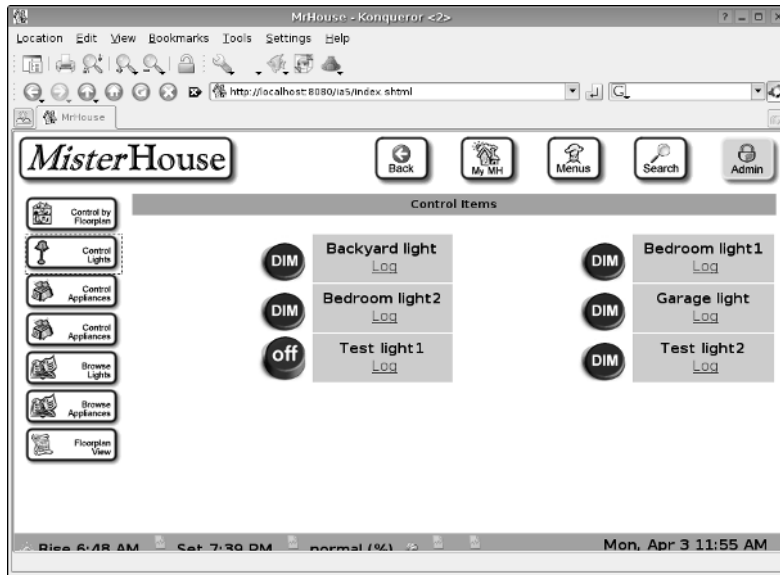 MrHouse - Konqueror <2>
Location Edit View Bookmarks Tools Settings Help
http://localhost:8080/ia5/index.shtml
MrHouse
MisterHouse
Back
My MH
Menus
Search
Admin
Control by
Floorplan
Control
Lights
Control
Appliances
Control
Appliances
Browse
Lights
Browse
Appliances
Floorplan
View
Control Items
DIM
Backyard light
Log
DIM
Bedroom light1
Log
DIM
Bedroom light2
Log
DIM
Garage light
Log
off
Test light1
Log
DIM
Test light2
Log
Rise 6:48 AM Set 7:39 PM normal (%) Mon, Apr 3 11:55 AM